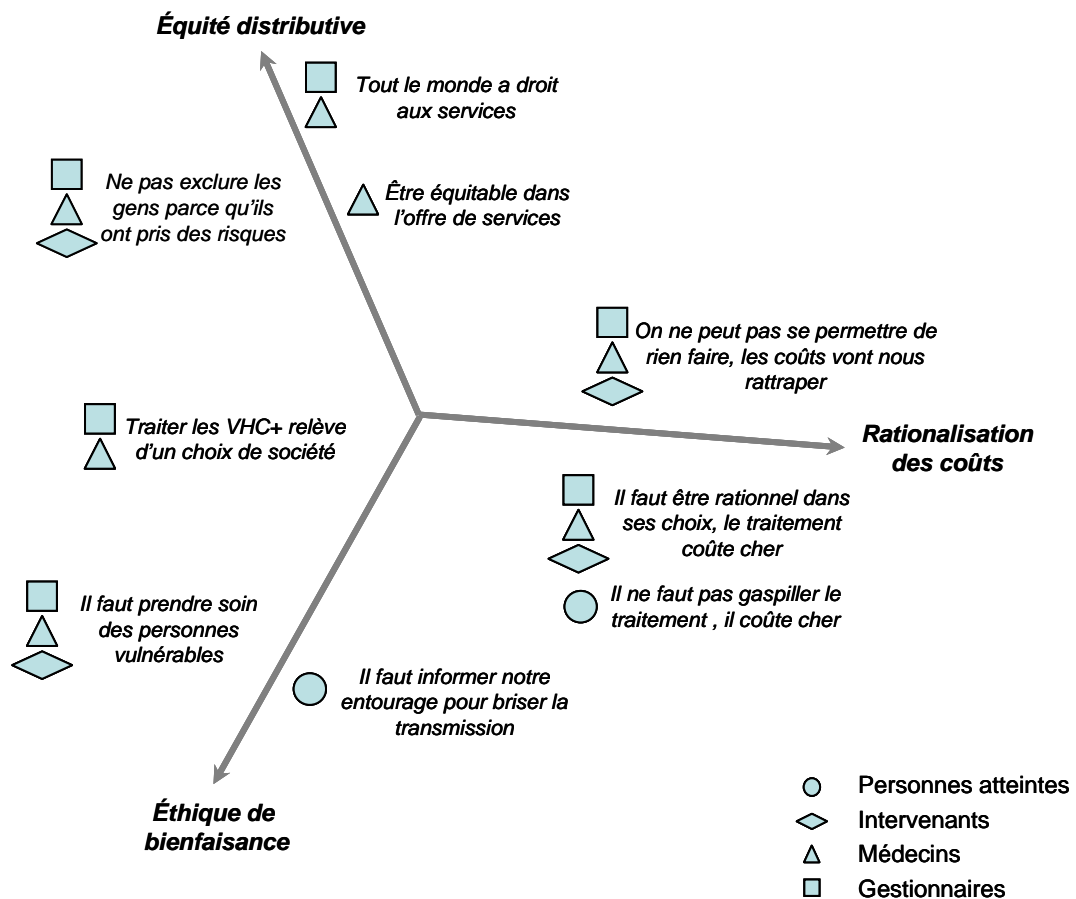 Équité distributive
Tout le monde a droit
aux services
Ne pas exclure les
gens parce qu'ils
ont pris des risques
Être équitable dans
l'offre de services
On ne peut pas se permettre de
rien faire, les coûts vont nous
rattraper
Traiter les VHC+ relève
d'un choix de société
Rationalisation
des coûts
Il faut être rationnel dans
ses choix, le traitement
coûte cher
Il ne faut pas gaspiller le
traitement , il coûte cher
Il faut prendre soin
des personnes
vulnérables
Il faut informer notre
entourage pour briser la
transmission
Éthique de
bienfaisance
Personnes atteintes
Intervenants
Médecins
Gestionnaires